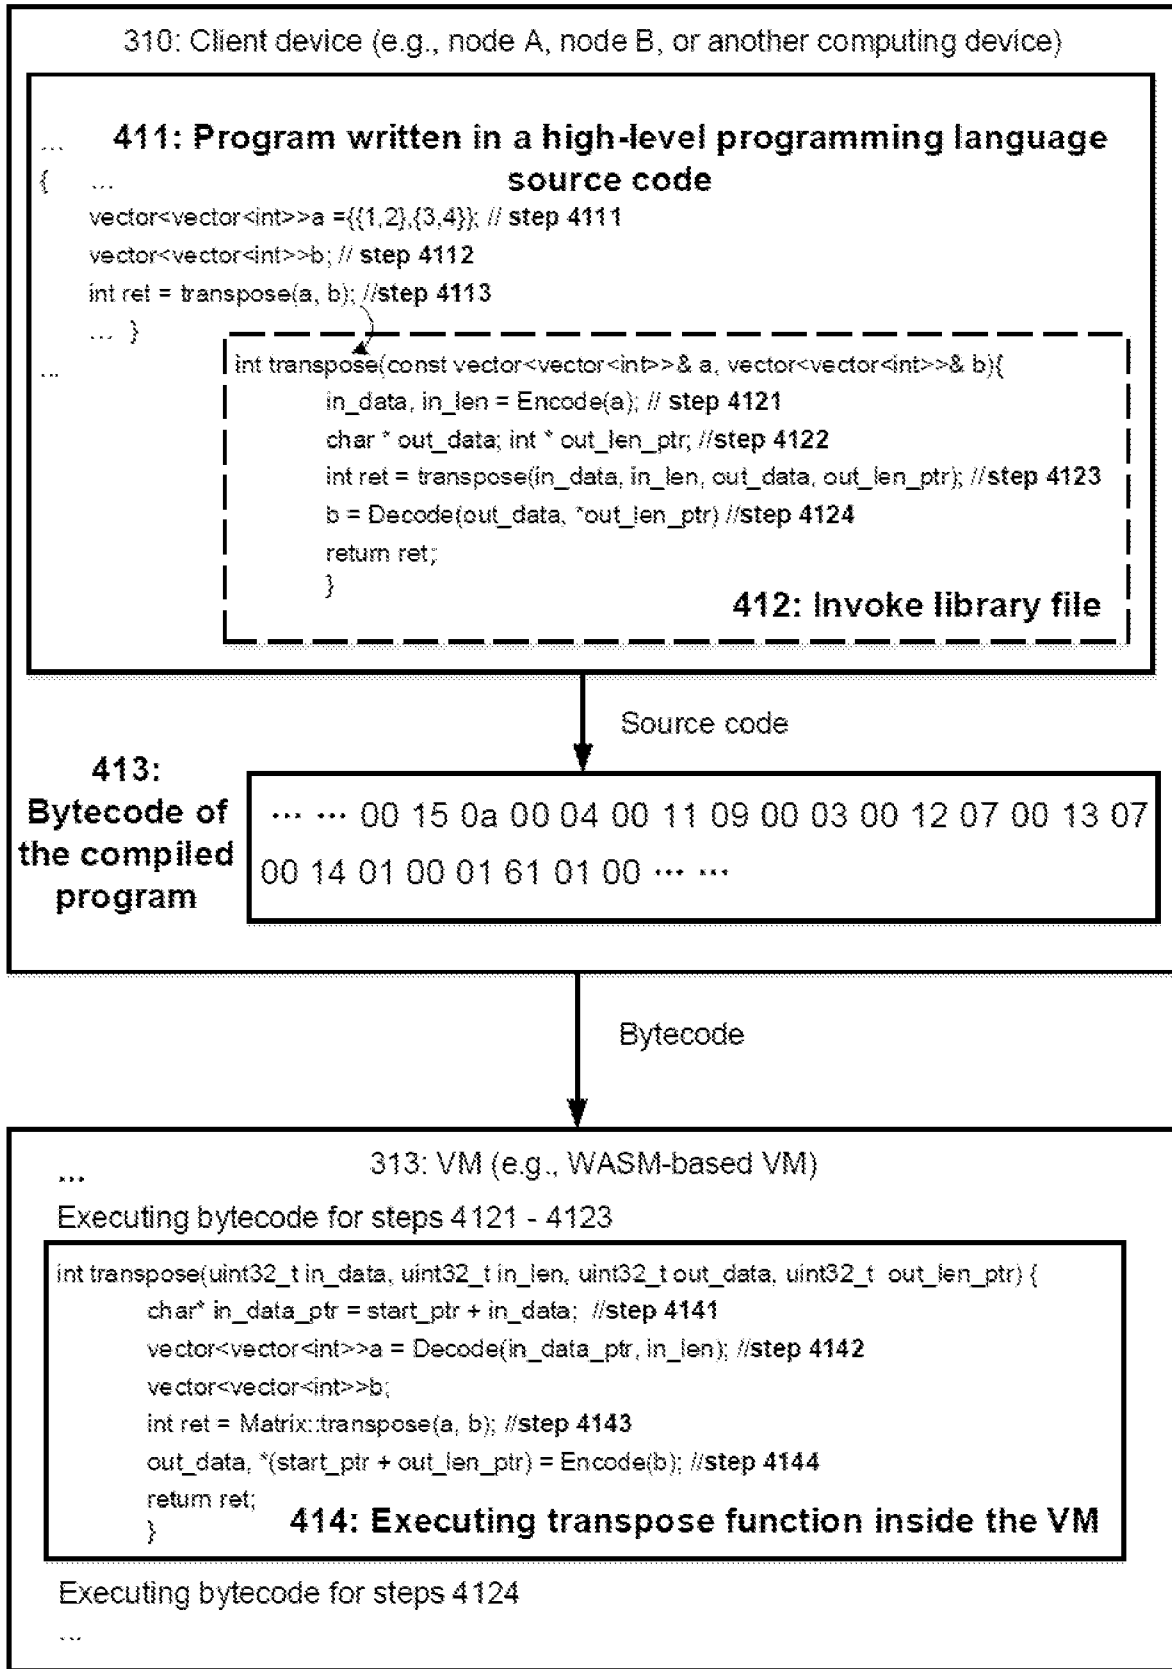 310: Client device (e.g., node A, node B, or another computing device)
... 411: Program written in a high-level programming language
{ ... source code
vector<vector<int>>a ={{1,2},{3,4}}; // step 4111
vector<vector<int>>b; // step 4112
int ret = transpose(a, b); //step 4113
... }
...
int transpose(const vector<vector<int>>& a, vector<vector<int>>& b){
in_data, in_len = Encode(a); // step 4121
char * out_data; int * out_len_ptr; //step 4122
int ret = transpose(in_data, in_len, out_data, out_len_ptr); //step 4123
b = Decode(out_data, *out_len_ptr) //step 4124
return ret;
}
412: Invoke library file
Source code
413:
Bytecode of
the compiled
program
... ... 00 15 0a 00 04 00 11 09 00 03 00 12 07 00 13 07
00 14 01 00 01 61 01 00 ... ...
Bytecode
313: VM (e.g., WASM-based VM)
...
Executing bytecode for steps 4121 - 4123
int transpose(uint32_t in_data, uint32_t in_len, uint32_t out_data, uint32_t out_len_ptr) {
char* in_data_ptr = start_ptr + in_data; //step 4141
vector<vector<int>>a = Decode(in_data_ptr, in_len); //step 4142
vector<vector<int>>b;
int ret = Matrix::transpose(a, b); //step 4143
out_data, *(start_ptr + out_len_ptr) = Encode(b); //step 4144
return ret;
}
414: Executing transpose function inside the VM
Executing bytecode for steps 4124
...